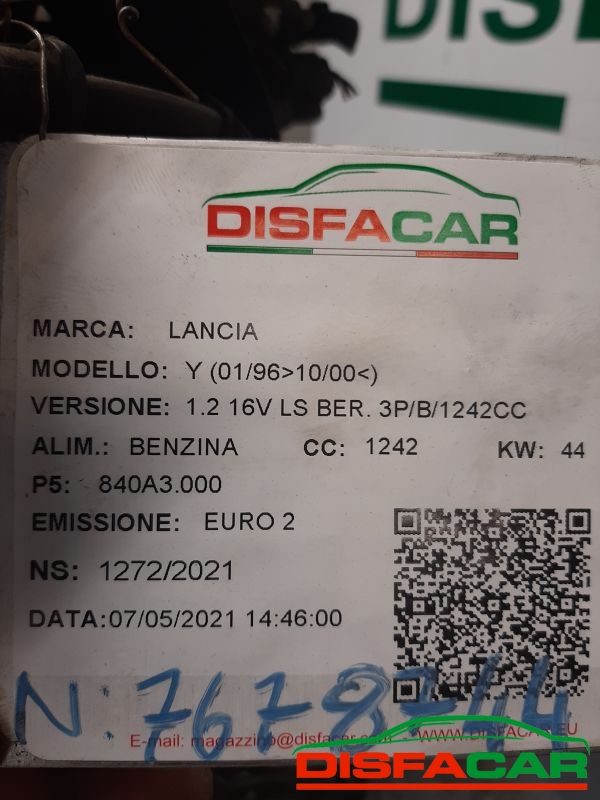 DIS
DISFACAR
MARCA: LANCIA
MODELLO: Y (01/96>10/00<)
VERSIONE: 1.2 16V LS BER. 3P/B/1242CC
ALIM.: BENZINA CC: 1242 KW: 44
P5: 840A3.000
EMISSIONE: EURO 2
NS: 1272/2021
DATA:07/05/2021 14:46:00
N: 7678744
E-mail: magazzino@disfacar.com - WWW.DISFACAR.EU
DISFACAR